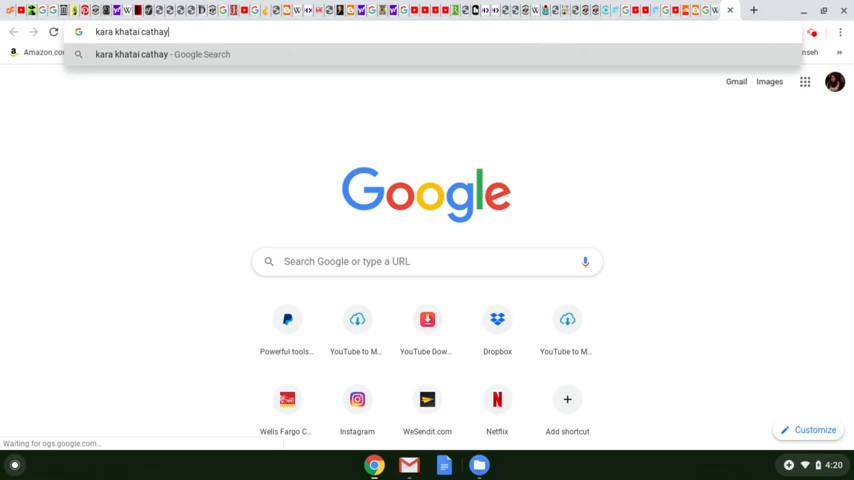 kara khatai cathay
Amazon.co
nseh
»
kara khatai cathay - Google Search
Gmail Images
Google
Search Google or type a URL
Powerful tools... YouTube to M... YouTube Dow... Dropbox YouTube to M...
Wells Fargo C... Instagram WeSendit.com Netflix Add shortcut
Customize
Waiting for ogs.google.com...
4:20